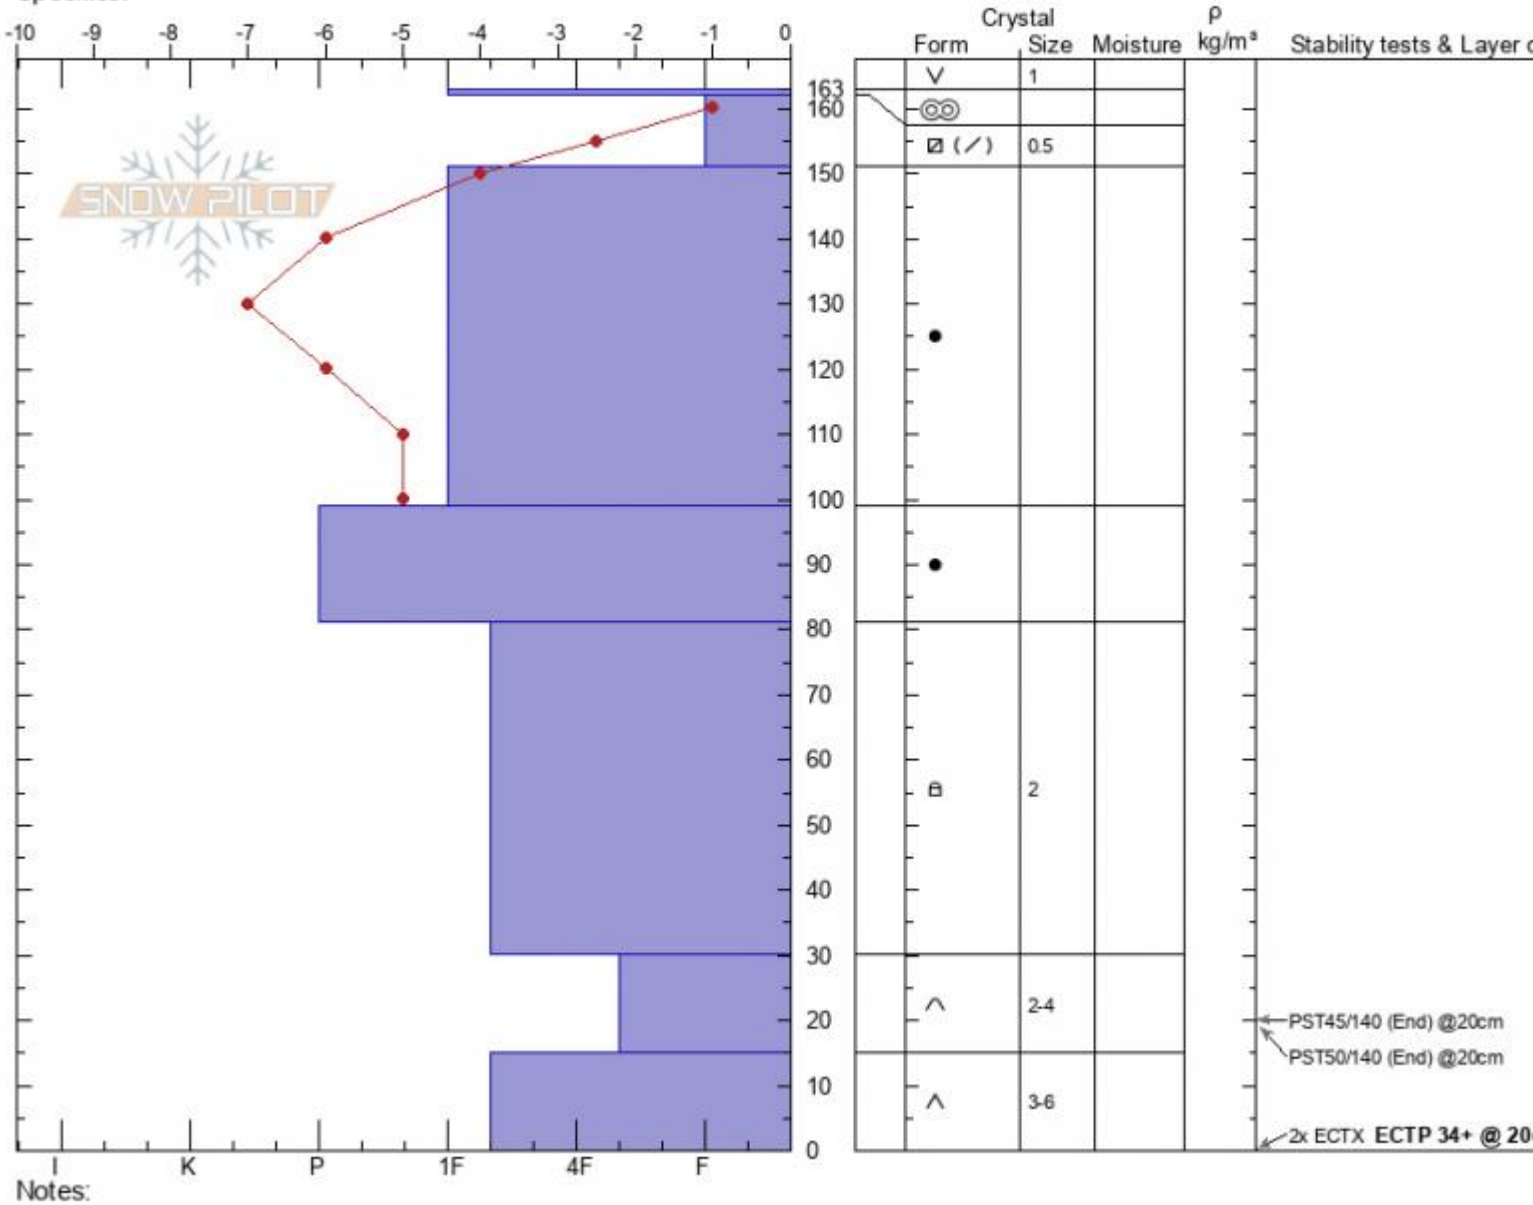 -10 -9 -8 -7 -6 -5 -4 -3 -2 -1 0
Crystal ρ
Form Size Moisture kg/m³ Stability tests & Layer
SNOW PILOT
163 1
160
(/) 0.5
150
140
130
120
110
100
90
80
70
60
50 2
40
30
2-4
20 PST45/140 (End) @20cm
PST50/140 (End) @20cm
10 3-6
0 2x ECTX ECTP 34+ @ 20
I K P 1F 4F F
Notes: